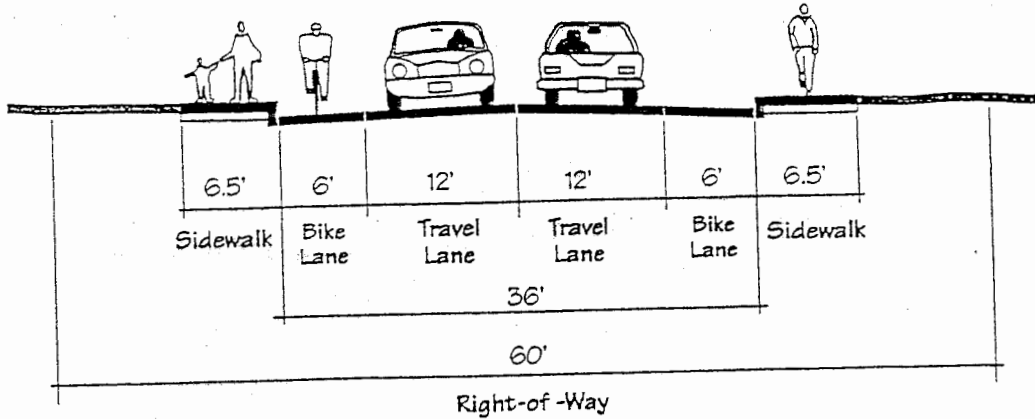 6.5' 6' 12' 12' 6' 6.5'
Sidewalk Bike Lane Travel Lane Travel Lane Bike Lane Sidewalk
36'
60'
Right-of-Way